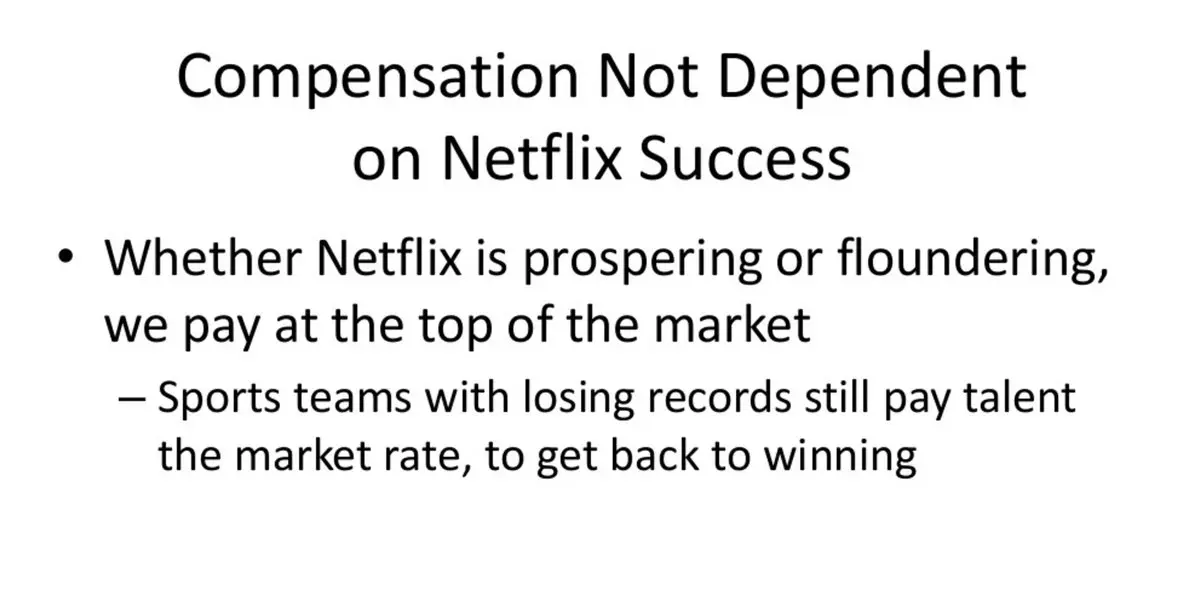 Compensation Not Dependent
on Netflix Success
• Whether Netflix is prospering or floundering,
we pay at the top of the market
– Sports teams with losing records still pay talent
the market rate, to get back to winning